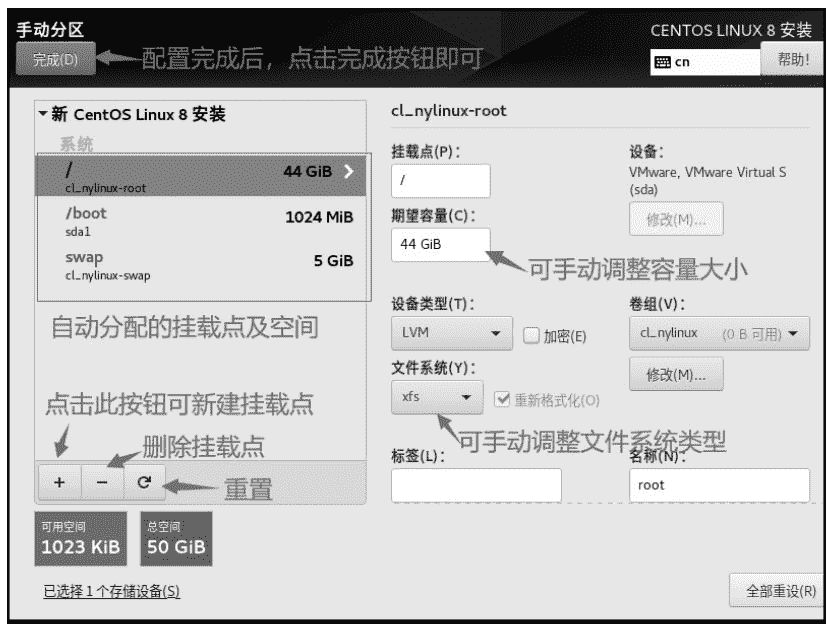 手动分区
CENTOS LINUX 8 安装
完成(D)
配置完成后，点击完成按钮即可
cn
帮助!
新 CentOS Linux 8 安装
系统
/
44 GiB
cl_nylinux-root
/boot
1024 MiB
sda1
swap
5 GiB
cl_nylinux-swap
自动分配的挂载点及空间
点击此按钮可新建挂载点
删除挂载点
+ −
重置
可用空间
1023 KiB
总空间
50 GiB
已选择 1 个存储设备(S)
cl_nylinux-root
挂载点(P)：
/
设备：
VMware, VMware Virtual S
(sda)
修改(M)...
期望容量(C)：
44 GiB
可手动调整容量大小
设备类型(T)：
LVM
加密(E)
卷组(V)：
cl_nylinux (0 B 可用)
修改(M)...
文件系统(Y)：
xfs
重新格式化(O)
可手动调整文件系统类型
标签(L)：
名称(N)：
root
全部重设(R)